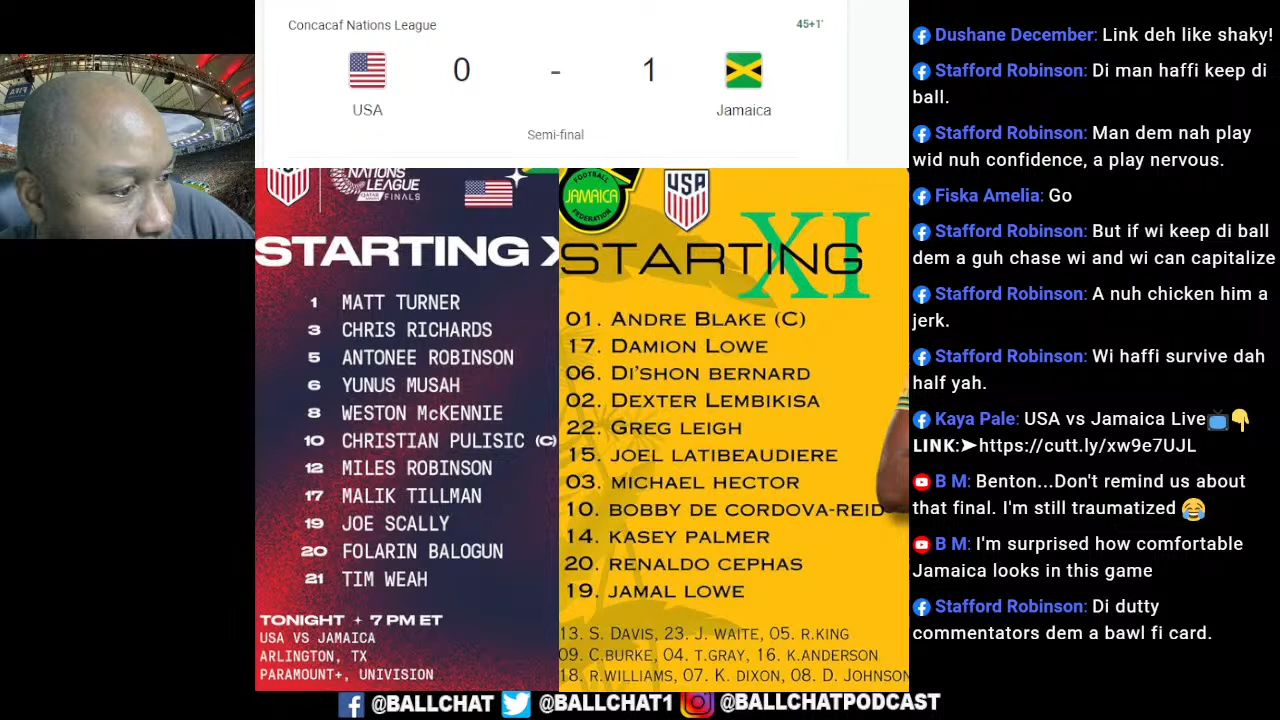 Concacaf Nations League
45+1'
0 - 1
USA
Jamaica
Semi-final
NATIONS
LEAGUE
FINALS
STARTING X
1 MATT TURNER
3 CHRIS RICHARDS
5 ANTONEE ROBINSON
6 YUNUS MUSAH
8 WESTON McKENNIE
10 CHRISTIAN PULISIC (C)
12 MILES ROBINSON
17 MALIK TILLMAN
19 JOE SCALLY
20 FOLARIN BALOGUN
21 TIM WEAH
TONIGHT + 7 PM ET
USA VS JAMAICA
ARLINGTON, TX
PARAMOUNT+, UNIVISION
JAMAICA
FEDERATION
USA
STARTING XI
01. ANDRE BLAKE (C)
17. DAMION LOWE
06. DI'SHON BERNARD
02. DEXTER LEMBIKISA
22. GREG LEIGH
15. JOEL LATIBEAUDIERE
03. MICHAEL HECTOR
10. BOBBY DE CORDOVA-REID
14. KASEY PALMER
20. RENALDO CEPHAS
19. JAMAL LOWE
13. S. DAVIS, 23. J. WAITE, 05. R.KING
09. C.BURKE, 04. T.GRAY, 16. K.ANDERSON
18. R.WILLIAMS, 07. K. DIXON, 08. D. JOHNSON
Dushane December: Link deh like shaky!
Stafford Robinson: Di man haffi keep di
ball.
Stafford Robinson: Man dem nah play
wid nuh confidence, a play nervous.
Fiska Amelia: Go
Stafford Robinson: But if wi keep di ball
dem a guh chase wi and wi can capitalize
Stafford Robinson: A nuh chicken him a
jerk.
Stafford Robinson: Wi haffi survive dah
half yah.
Kaya Pale: USA vs Jamaica Live📺👇
𝗟𝗜𝗡𝗞:➤https://cutt.ly/xw9e7UJL
B M: Benton...Don't remind us about
that final. I'm still traumatized 😂
B M: I'm surprised how comfortable
Jamaica looks in this game
Stafford Robinson: Di dutty
commentators dem a bawl fi card.
@BALLCHAT @BALLCHAT1 @BALLCHATPODCAST